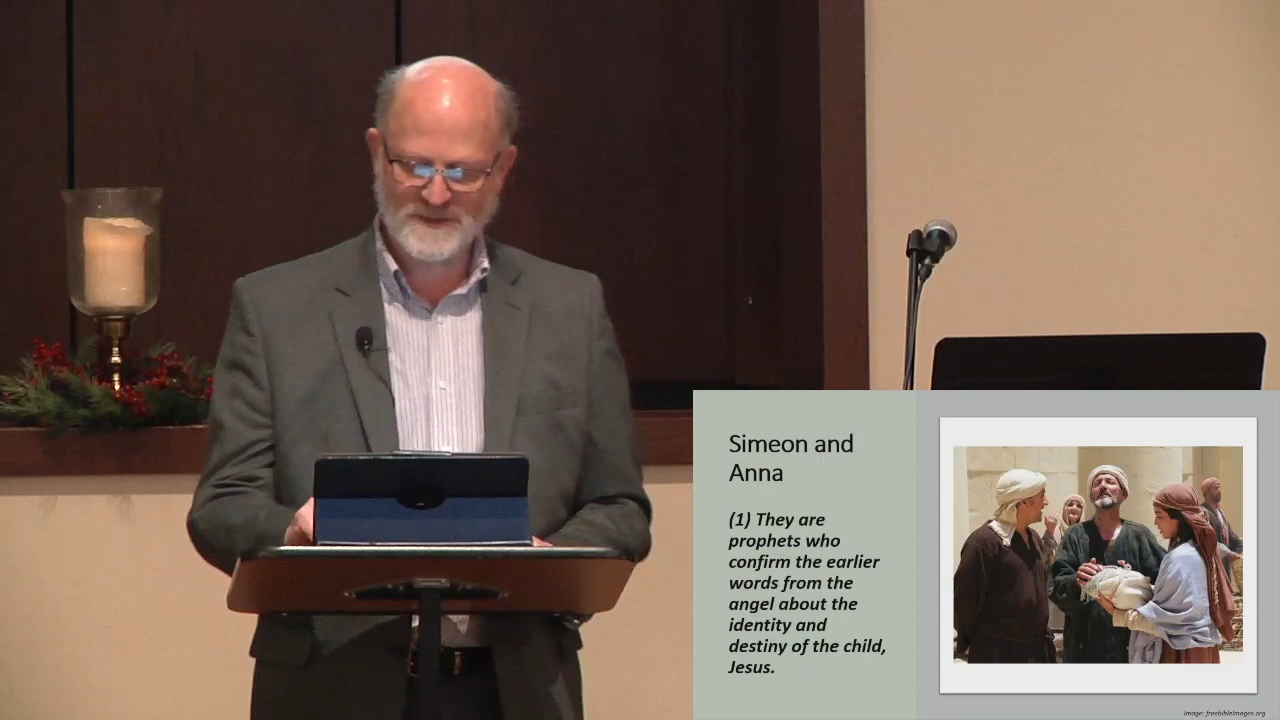 Simeon and
Anna
(1) They are
prophets who
confirm the earlier
words from the
angel about the
identity and
destiny of the child,
Jesus.
Image: freebibleimages.org